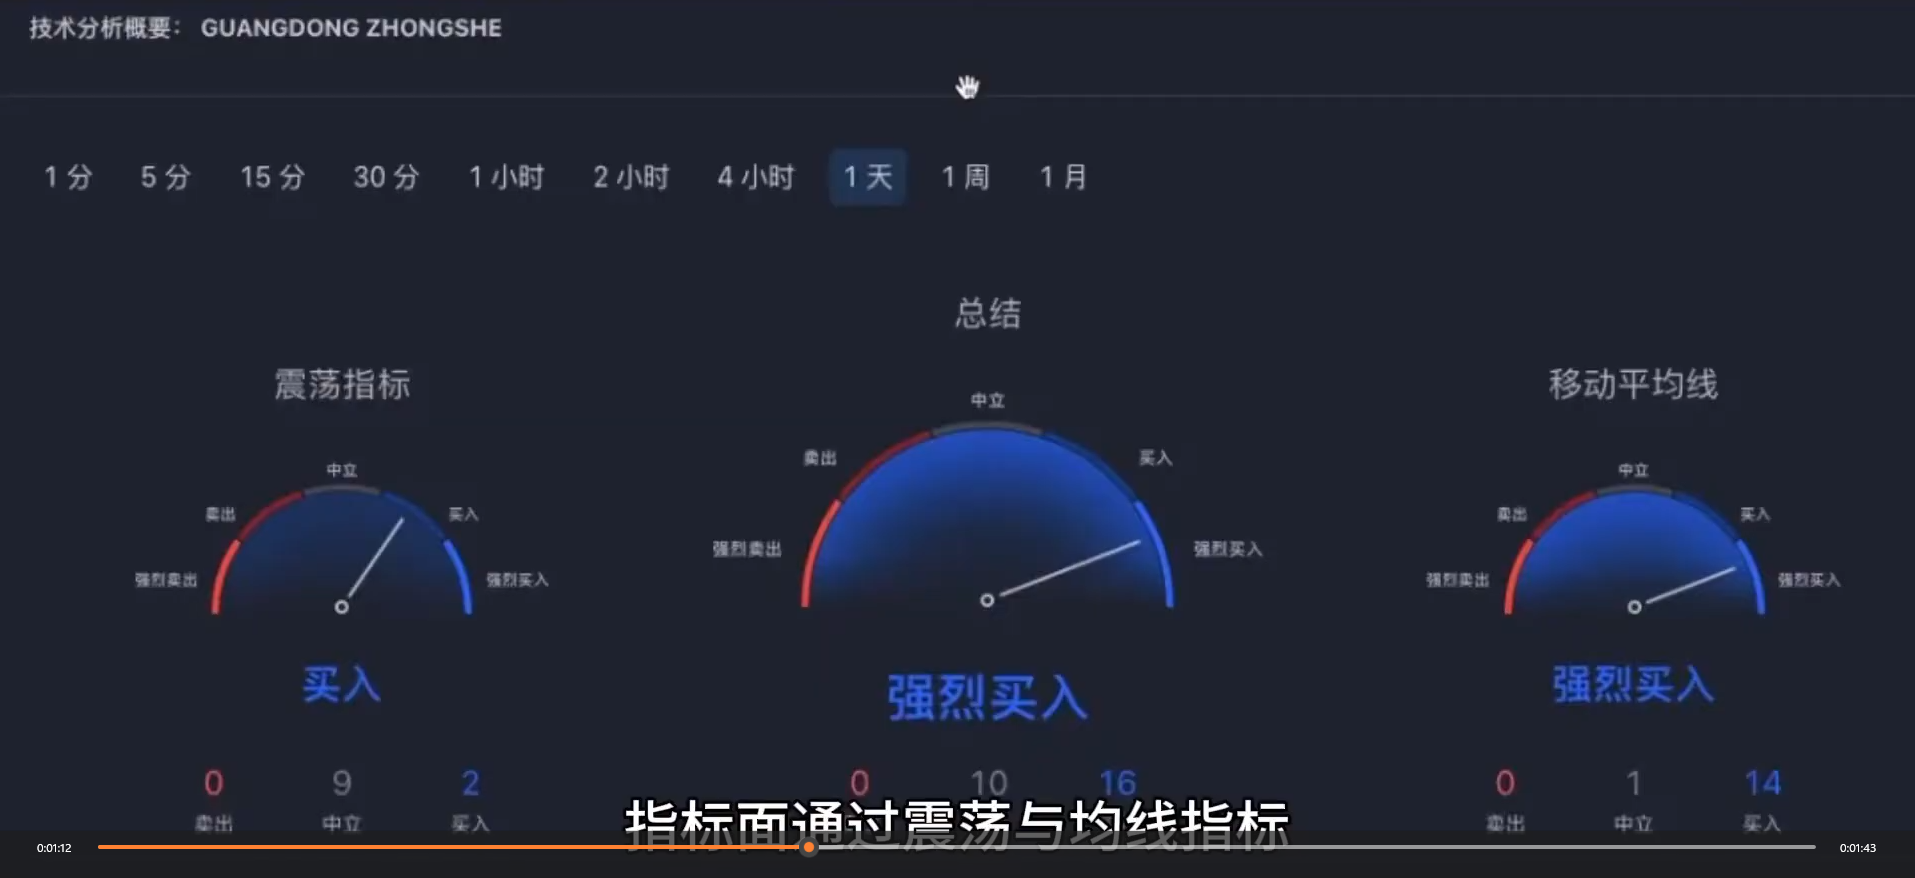 技术分析概要： GUANGDONG ZHONGSHE
1 分 5 分 15 分 30 分 1 小时 2 小时 4 小时 1 天 1 周 1 月
总结
震荡指标
移动平均线
中立
卖出
买入
强烈卖出
强烈买入
中立
卖出
买入
强烈卖出
强烈买入
中立
卖出
买入
强烈卖出
强烈买入
买入
强烈买入
强烈买入
0 9 2
卖出 中立 买入
0 10 16
0 1 14
卖出 中立 买入
指标面通过震荡与均线指标
0:01:12
0:01:43